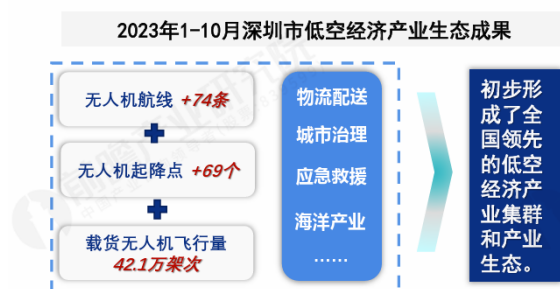 2023年1-10月深圳市低空经济产业生态成果
无人机航线 +74条
无人机起降点 +69个
载货无人机飞行量
42.1万架次
物流配送
城市治理
应急救援
海洋产业
......
初步形
成了全
国领先
的低空
经济产
业集群
和产业
生态。